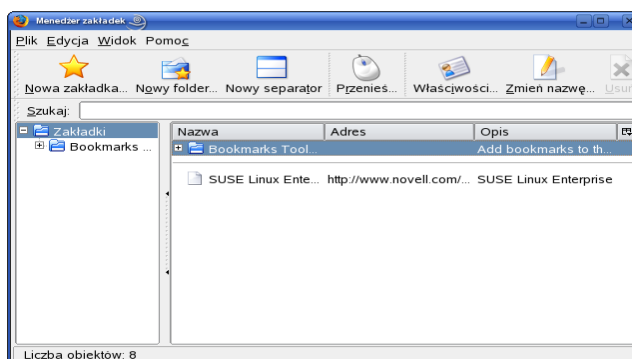 Menedżer zakładek
Plik Edycja Widok Pomoc
Nowa zakładka... Nowy folder... Nowy separator Przenieś... Właściwości... Zmień nazwę... Usuń
Szukaj:
Zakładki
Bookmarks ...
Nazwa Adres Opis
Bookmarks Tool... Add bookmarks to th...
SUSE Linux Ente... http://www.novell.com/... SUSE Linux Enterprise
Liczba obiektów: 8